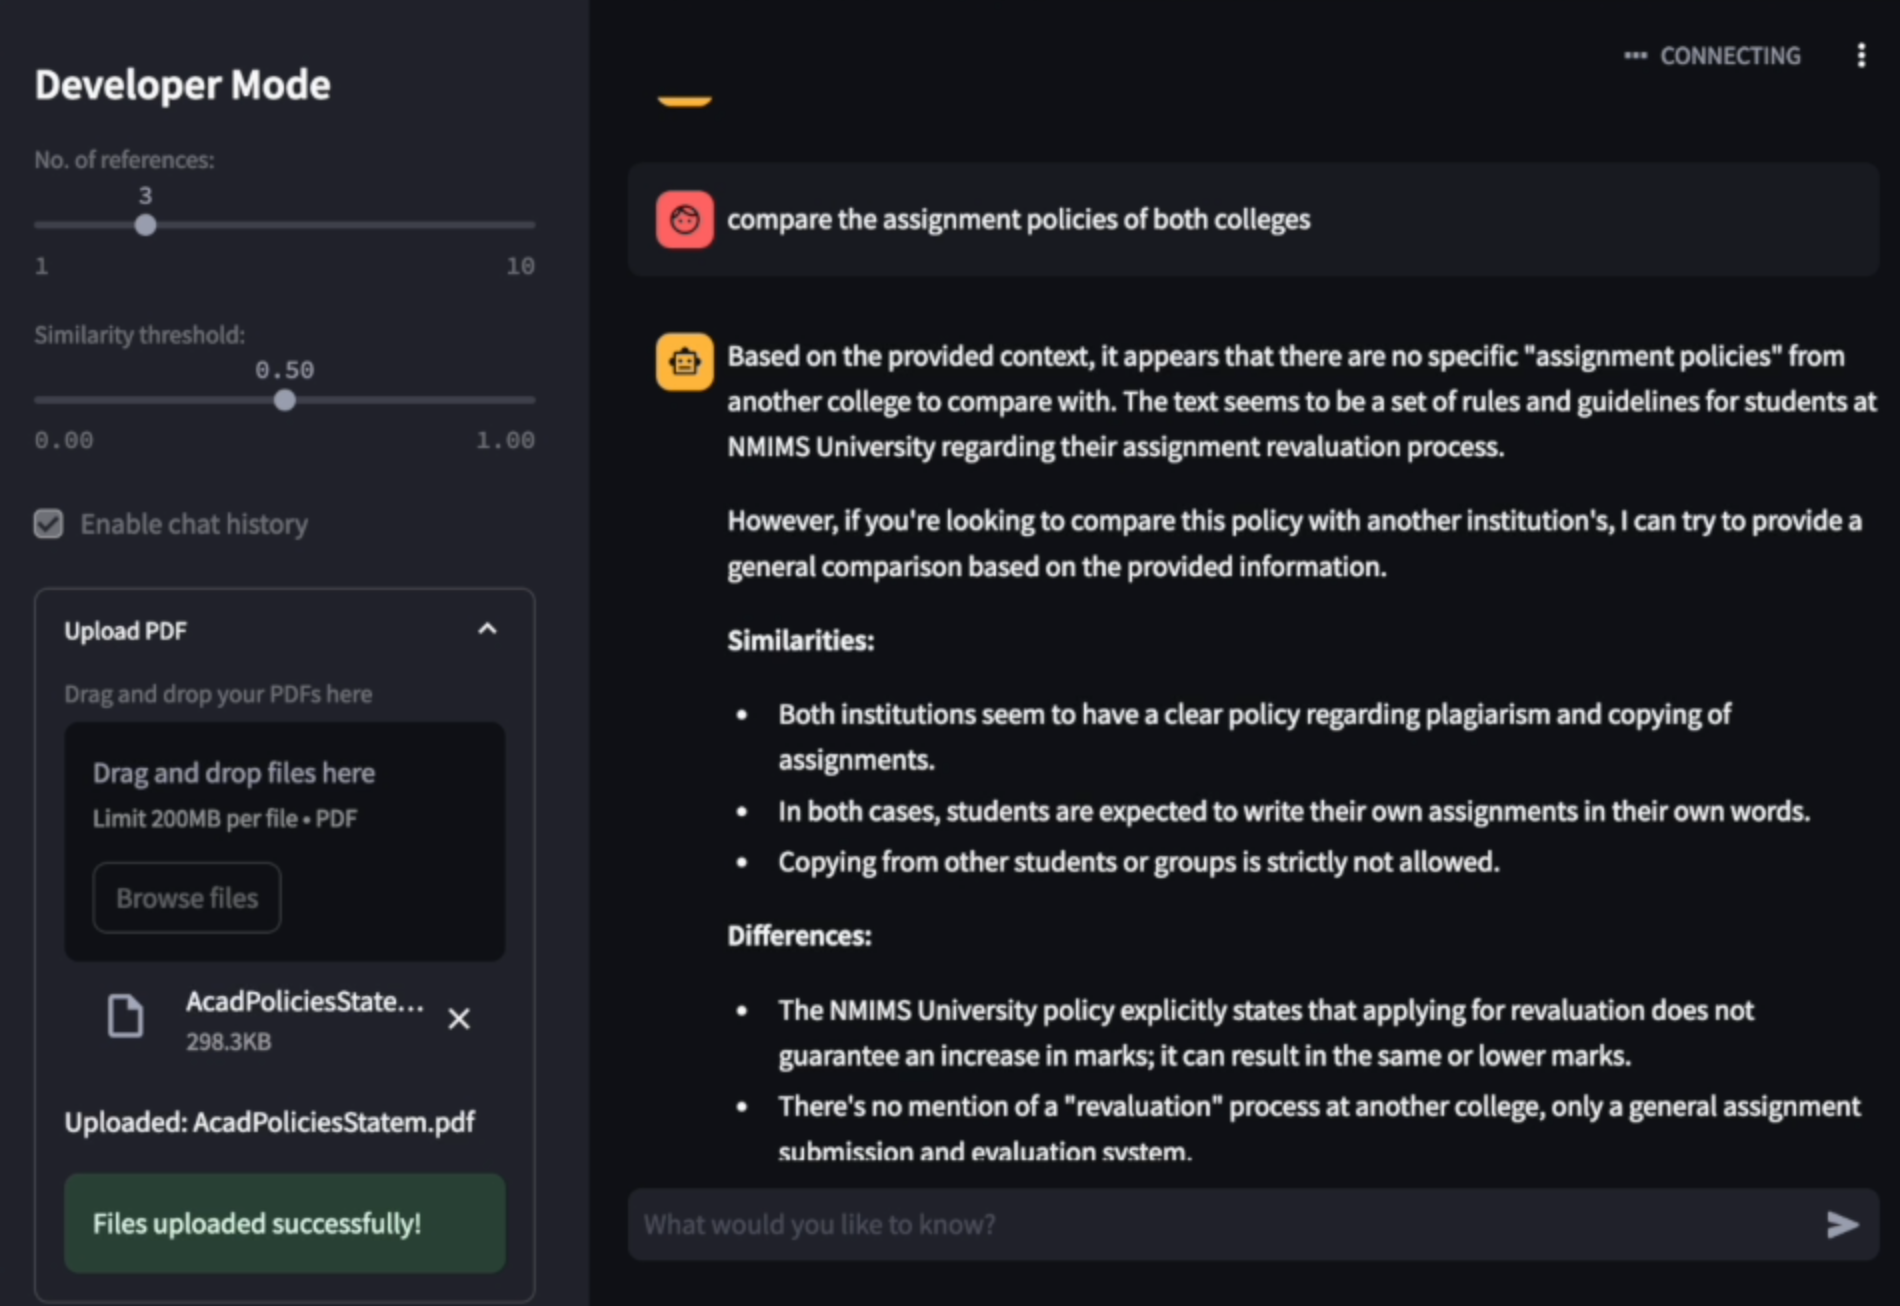 Developer Mode
No. of references:
3
1 10
Similarity threshold:
0.50
0.00 1.00
Enable chat history
Upload PDF
Drag and drop your PDFs here
Drag and drop files here
Limit 200MB per file • PDF
Browse files
AcadPoliciesState...
298.3KB
Uploaded: AcadPoliciesStatem.pdf
Files uploaded successfully!
CONNECTING
compare the assignment policies of both colleges
Based on the provided context, it appears that there are no specific "assignment policies" from
another college to compare with. The text seems to be a set of rules and guidelines for students at
NMIMS University regarding their assignment revaluation process.
However, if you're looking to compare this policy with another institution's, I can try to provide a
general comparison based on the provided information.
Similarities:
• Both institutions seem to have a clear policy regarding plagiarism and copying of
assignments.
• In both cases, students are expected to write their own assignments in their own words.
• Copying from other students or groups is strictly not allowed.
Differences:
• The NMIMS University policy explicitly states that applying for revaluation does not
guarantee an increase in marks; it can result in the same or lower marks.
• There's no mention of a "revaluation" process at another college, only a general assignment
submission and evaluation system.
What would you like to know?